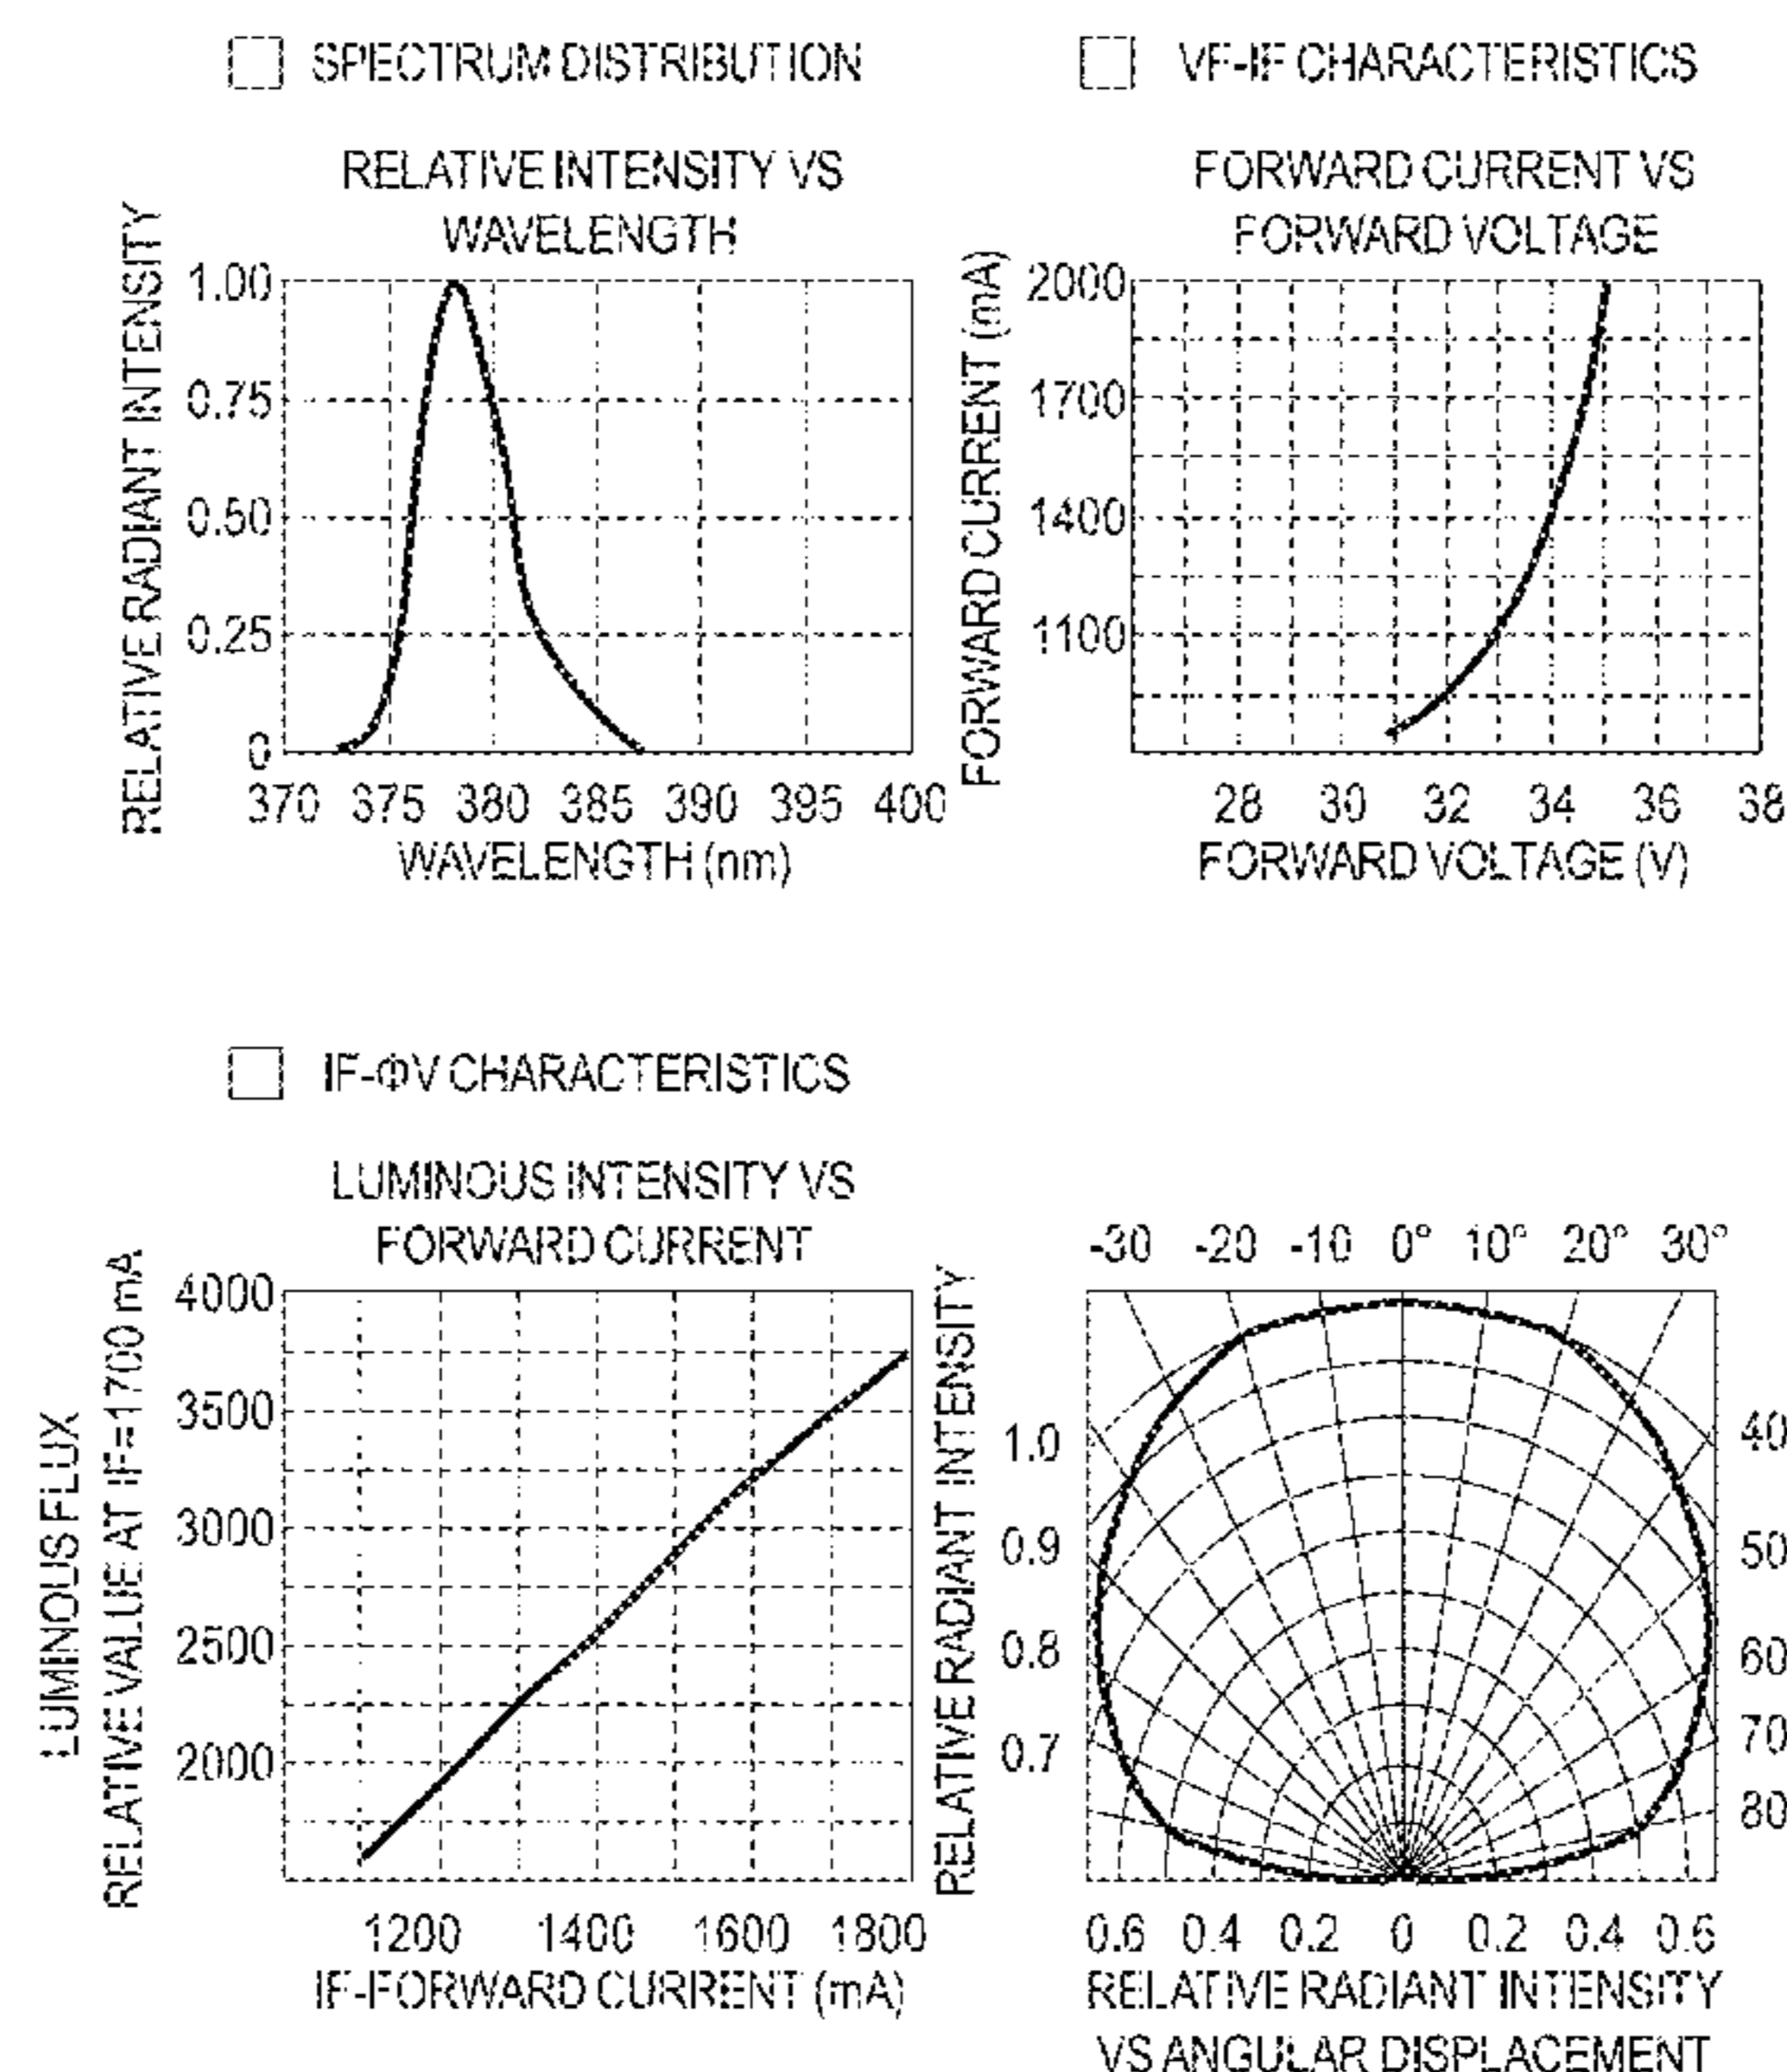 SPECTRUM DISTRIBUTION
RELATIVE INTENSITY VS
WAVELENGTH
RELATIVE RADIANT INTENSITY
1.00
0.75
0.50
0.25
0
370 375 380 385 390 395 400
WAVELENGTH (nm)
VF-IF CHARACTERISTICS
FORWARD CURRENT VS
FORWARD VOLTAGE
FORWARD CURRENT (mA)
2000
1700
1400
1100
28 30 32 34 36 38
FORWARD VOLTAGE (V)
IF-ΦV CHARACTERISTICS
LUMINOUS INTENSITY VS
FORWARD CURRENT
LUMINOUS FLUX
RELATIVE VALUE AT IF=1700 mA
4000
3500
3000
2500
2000
1200 1400 1600 1800
IF-FORWARD CURRENT (mA)
-30 -20 -10 0° 10° 20° 30°
RELATIVE RADIANT INTENSITY
1.0
0.9
0.8
0.7
40
50
60
70
80
0.6 0.4 0.2 0 0.2 0.4 0.6
RELATIVE RADIANT INTENSITY
VS ANGULAR DISPLACEMENT